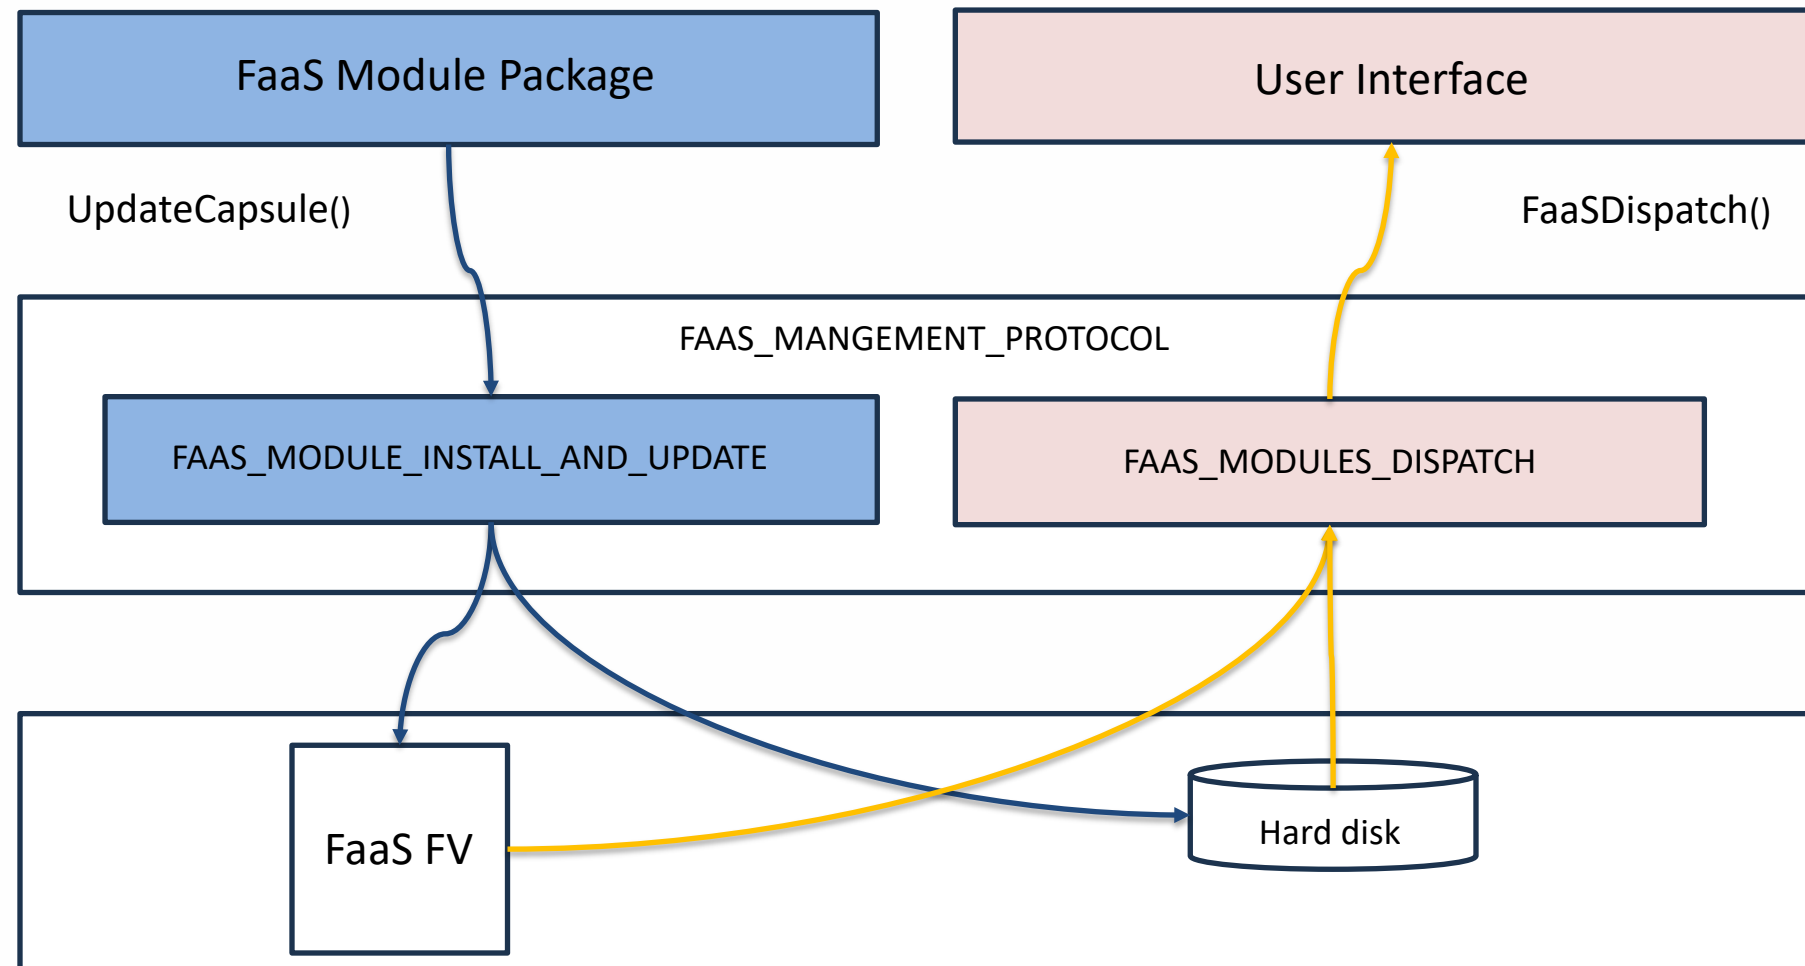 FaaS Module Package
User Interface
UpdateCapsule()
FaaSDispatch()
FAAS_MANGEMENT_PROTOCOL
FAAS_MODULE_INSTALL_AND_UPDATE
FAAS_MODULES_DISPATCH
FaaS FV
Hard disk